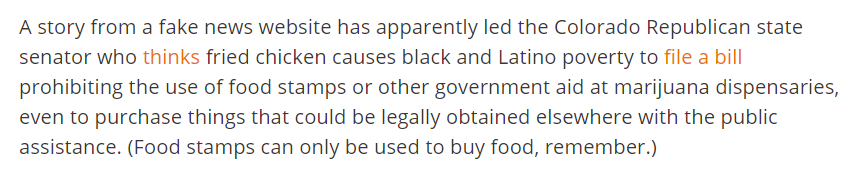 A story from a fake news website has apparently led the Colorado Republican state
senator who thinks fried chicken causes black and Latino poverty to file a bill
prohibiting the use of food stamps or other government aid at marijuana dispensaries,
even to purchase things that could be legally obtained elsewhere with the public
assistance. (Food stamps can only be used to buy food, remember.)